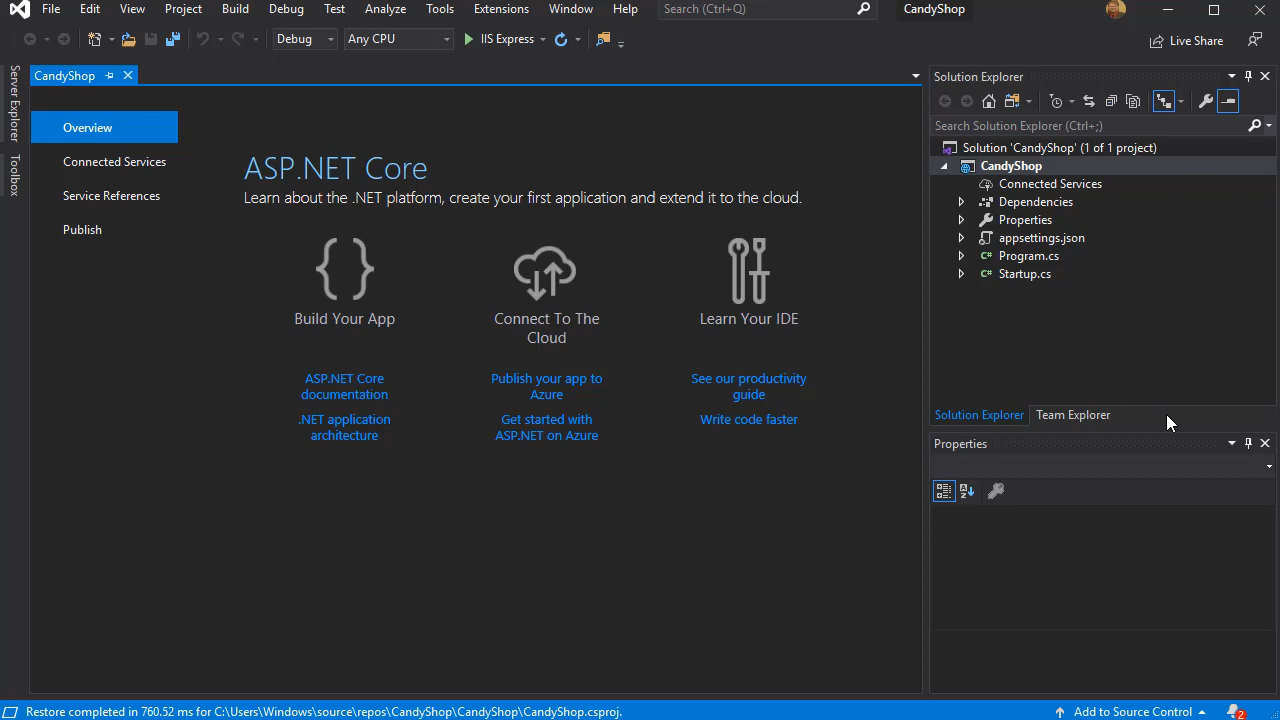 File Edit View Project Build Debug Test Analyze Tools Extensions Window Help Search (Ctrl+Q) CandyShop
Debug Any CPU IIS Express Live Share
Server Explorer
Toolbox
CandyShop
Overview
Connected Services
Service References
Publish
ASP.NET Core
Learn about the .NET platform, create your first application and extend it to the cloud.
Build Your App
ASP.NET Core
documentation
.NET application
architecture
Connect To The
Cloud
Publish your app to
Azure
Get started with
ASP.NET on Azure
Learn Your IDE
See our productivity
guide
Write code faster
Solution Explorer
Search Solution Explorer (Ctrl+;)
Solution 'CandyShop' (1 of 1 project)
CandyShop
Connected Services
Dependencies
Properties
appsettings.json
C# Program.cs
C# Startup.cs
Solution Explorer Team Explorer
Properties
Restore completed in 760.52 ms for C:\Users\Windows\source\repos\CandyShop\CandyShop\CandyShop.csproj. Add to Source Control 2